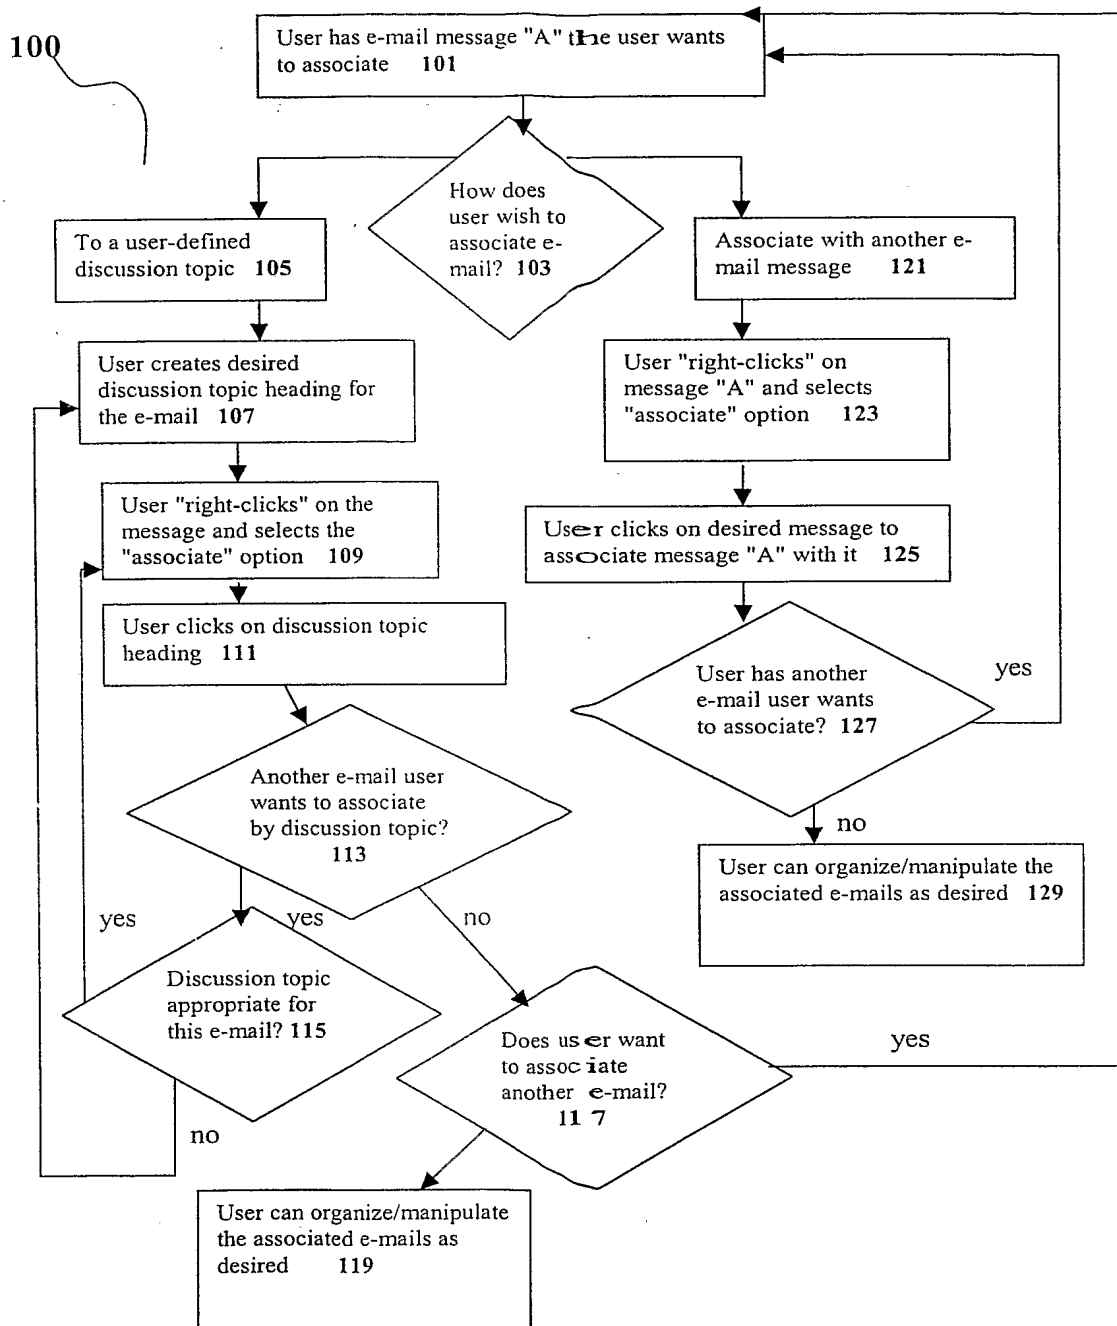 100
User has e-mail message "A" the user wants
to associate 101
How does
user wish to
associate e-
mail? 103
To a user-defined
discussion topic 105
Associate with another e-
mail message 121
User creates desired
discussion topic heading for
the e-mail 107
User "right-clicks" on
message "A" and selects
"associate" option 123
User "right-clicks" on the
message and selects the
"associate" option 109
User clicks on desired message to
associate message "A" with it 125
User clicks on discussion topic
heading 111
User has another
e-mail user wants
to associate? 127
yes
Another e-mail user
wants to associate
by discussion topic?
113
no
User can organize/manipulate the
associated e-mails as desired 129
yes
yes
no
Discussion topic
appropriate for
this e-mail? 115
Does user want
to associate
another e-mail?
117
yes
no
User can organize/manipulate
the associated e-mails as
desired 119